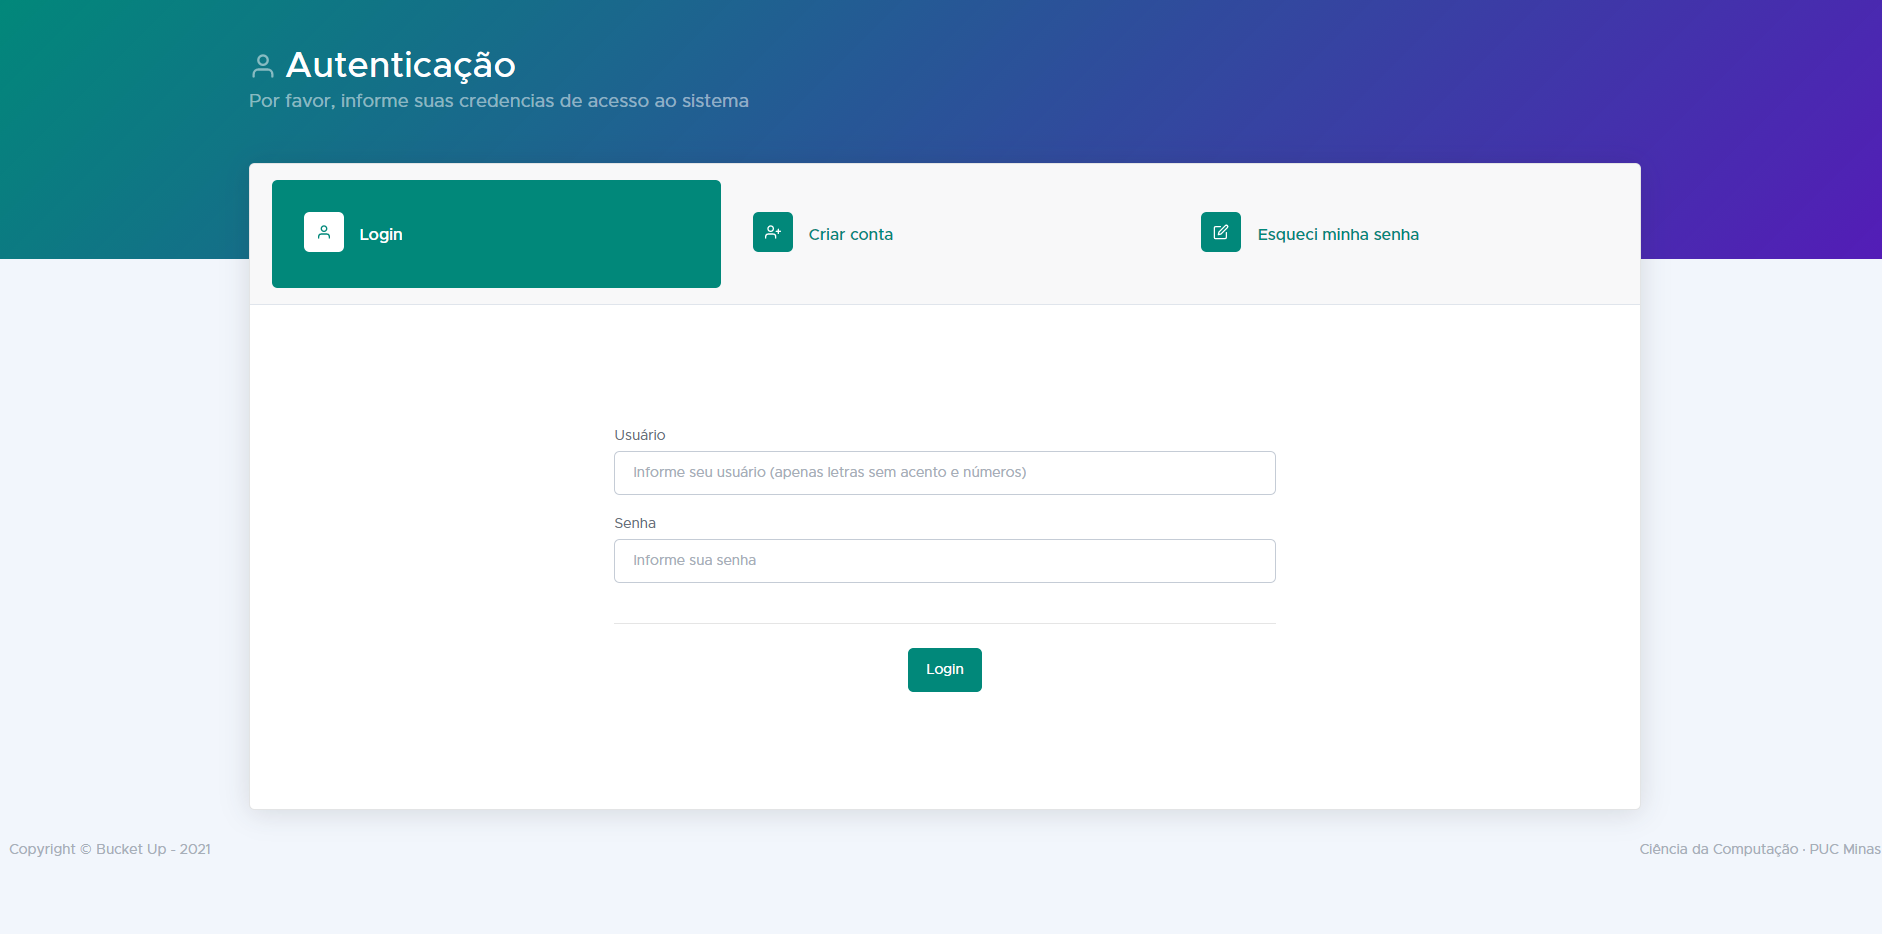 Autenticação
Por favor, informe suas credencias de acesso ao sistema
Login
Criar conta
Esqueci minha senha
Usuário
Informe seu usuário (apenas letras sem acento e números)
Senha
Informe sua senha
Login
Copyright © Bucket Up - 2021
Ciência da Computação · PUC Minas